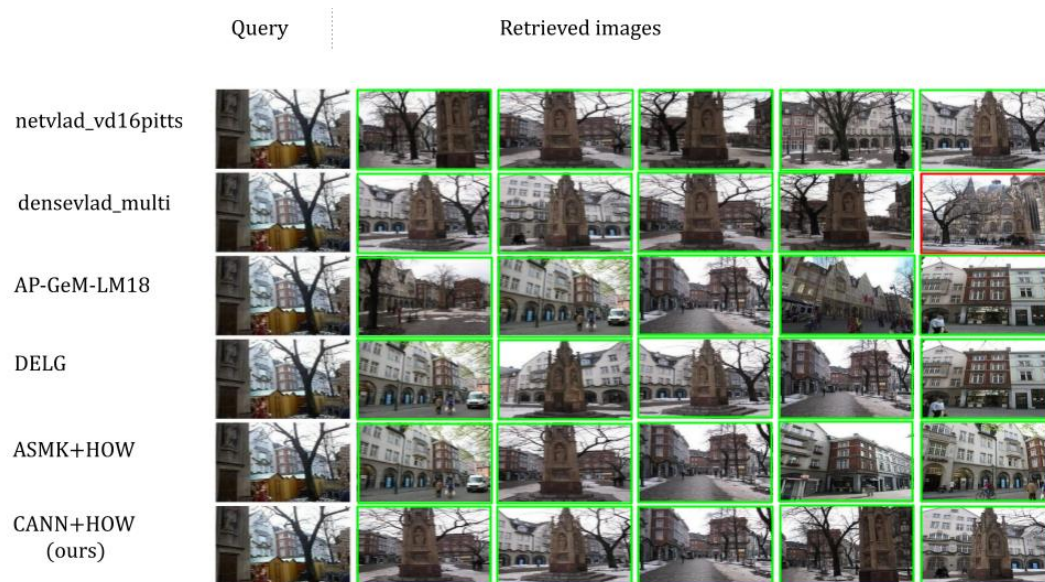 Query
Retrieved images
netvlad_vd16pitts
densevlad_multi
AP-GeM-LM18
DELG
ASMK+HOW
CANN+HOW
(ours)